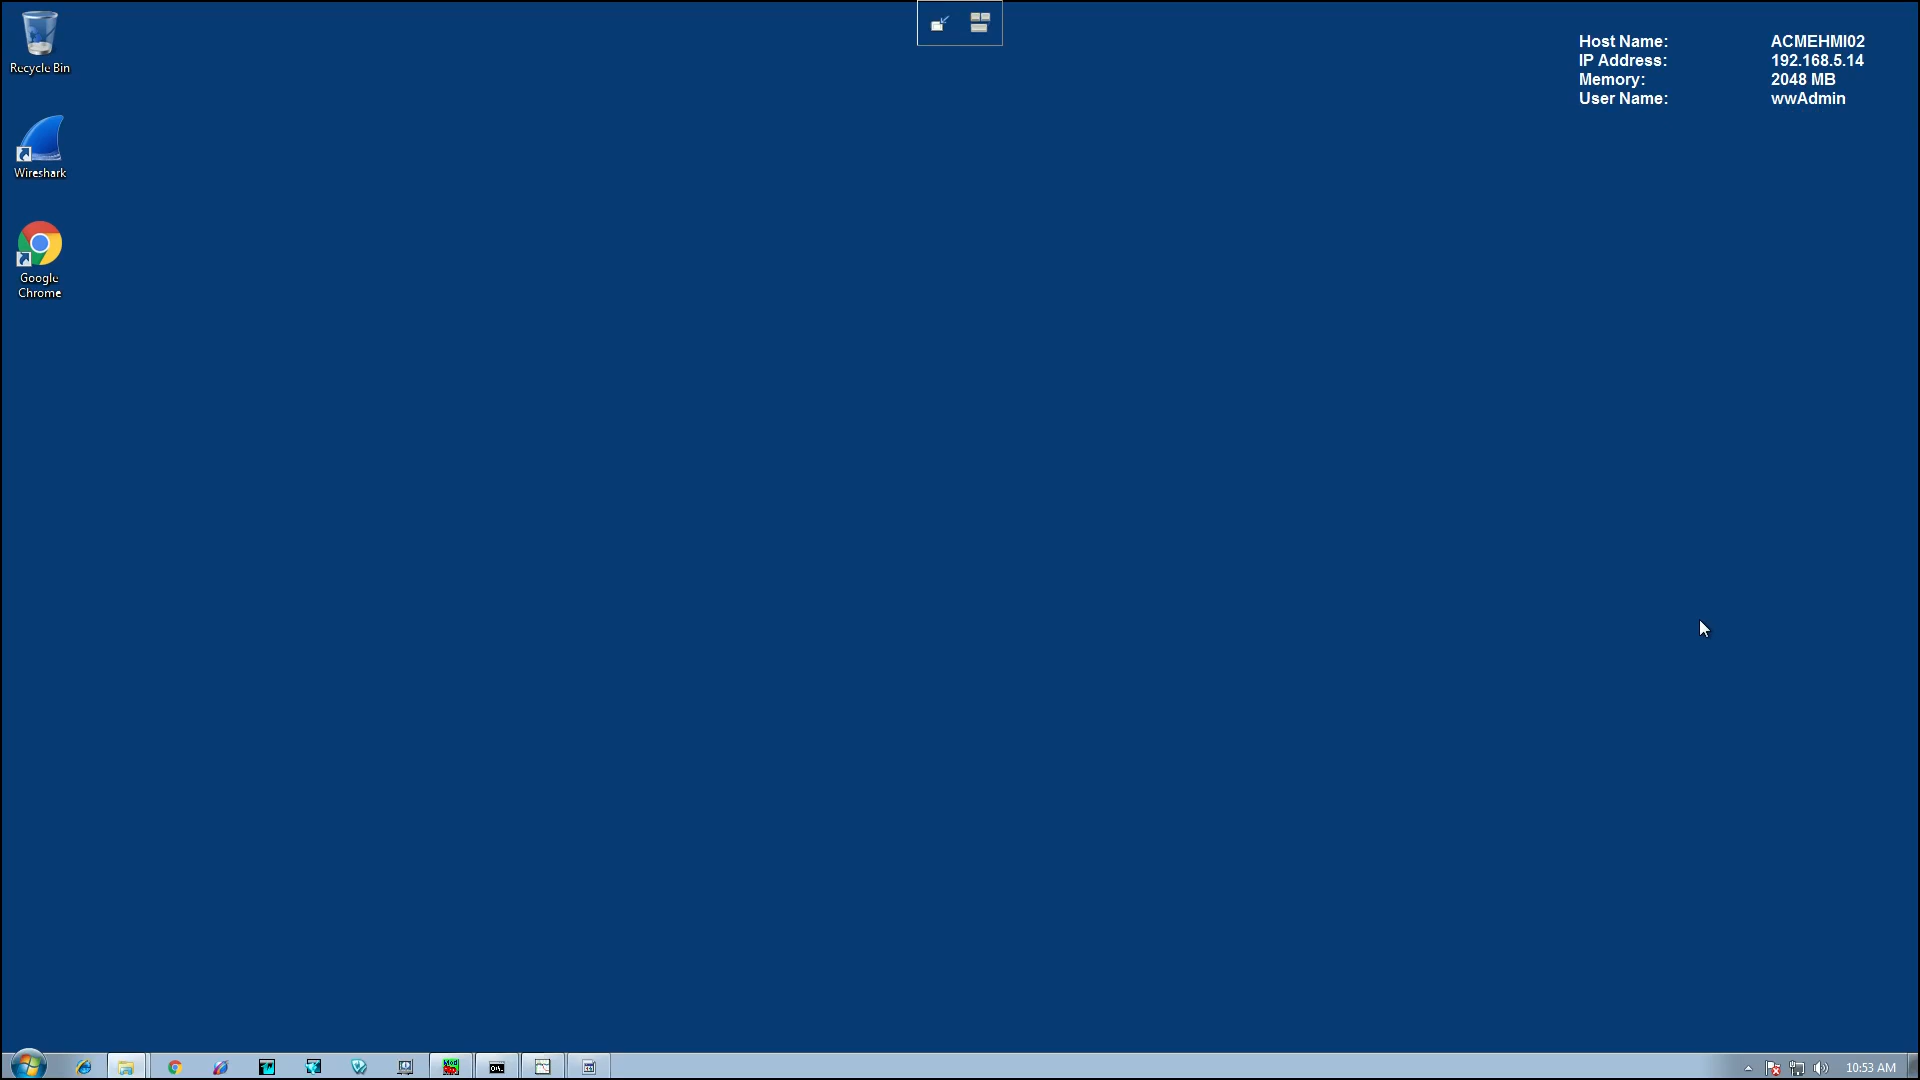 Recycle Bin
Wireshark
Google
Chrome
Host Name: ACMEHMI02
IP Address: 192.168.5.14
Memory: 2048 MB
User Name: wwAdmin
10:53 AM